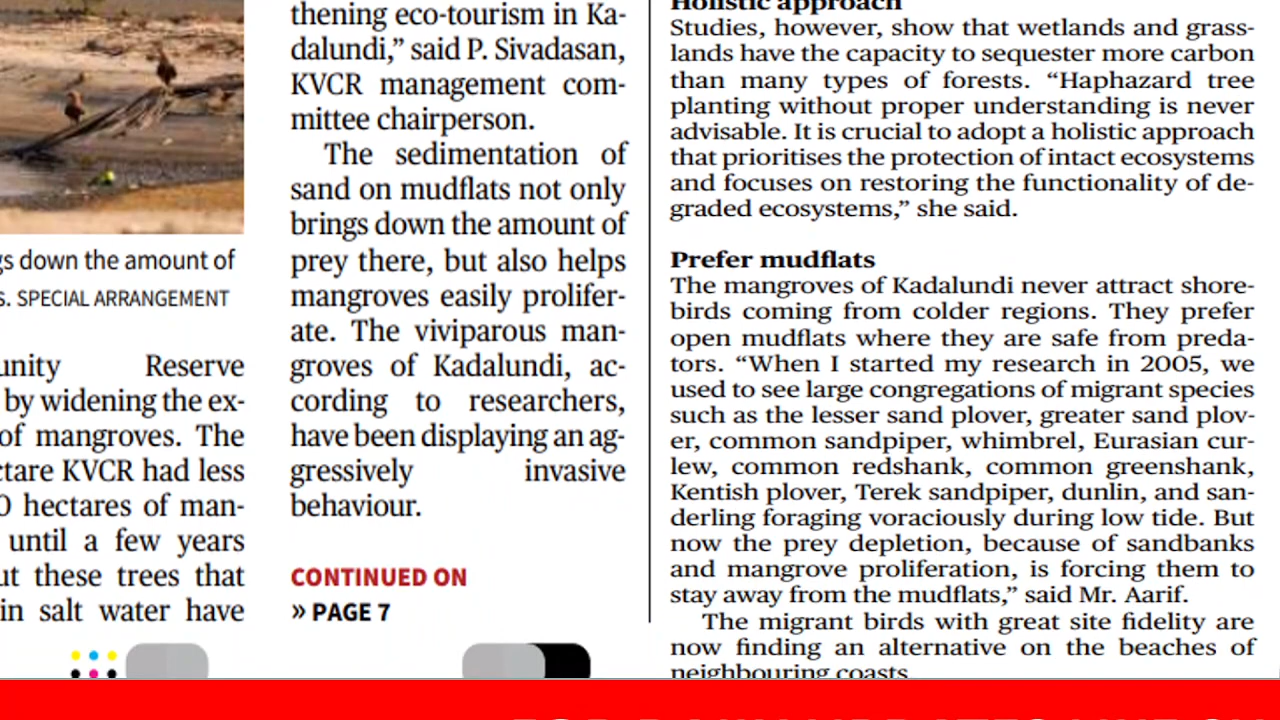 gs down the amount of
s. SPECIAL ARRANGEMENT
unity Reserve
by widening the ex-
of mangroves. The
ctare KVCR had less
0 hectares of man-
until a few years
ut these trees that
in salt water have
thening eco-tourism in Ka-
dalundi,” said P. Sivadasan,
KVCR management com-
mittee chairperson.
The sedimentation of
sand on mudflats not only
brings down the amount of
prey there, but also helps
mangroves easily prolifer-
ate. The viviparous man-
groves of Kadalundi, ac-
cording to researchers,
have been displaying an ag-
gressively invasive
behaviour.
CONTINUED ON
» PAGE 7
Holistic approach
Studies, however, show that wetlands and grass-
lands have the capacity to sequester more carbon
than many types of forests. “Haphazard tree
planting without proper understanding is never
advisable. It is crucial to adopt a holistic approach
that prioritises the protection of intact ecosystems
and focuses on restoring the functionality of de-
graded ecosystems,” she said.
Prefer mudflats
The mangroves of Kadalundi never attract shore-
birds coming from colder regions. They prefer
open mudflats where they are safe from preda-
tors. “When I started my research in 2005, we
used to see large congregations of migrant species
such as the lesser sand plover, greater sand plov-
er, common sandpiper, whimbrel, Eurasian cur-
lew, common redshank, common greenshank,
Kentish plover, Terek sandpiper, dunlin, and san-
derling foraging voraciously during low tide. But
now the prey depletion, because of sandbanks
and mangrove proliferation, is forcing them to
stay away from the mudflats,” said Mr. Aarif.
The migrant birds with great site fidelity are
now finding an alternative on the beaches of
neighbouring coasts.